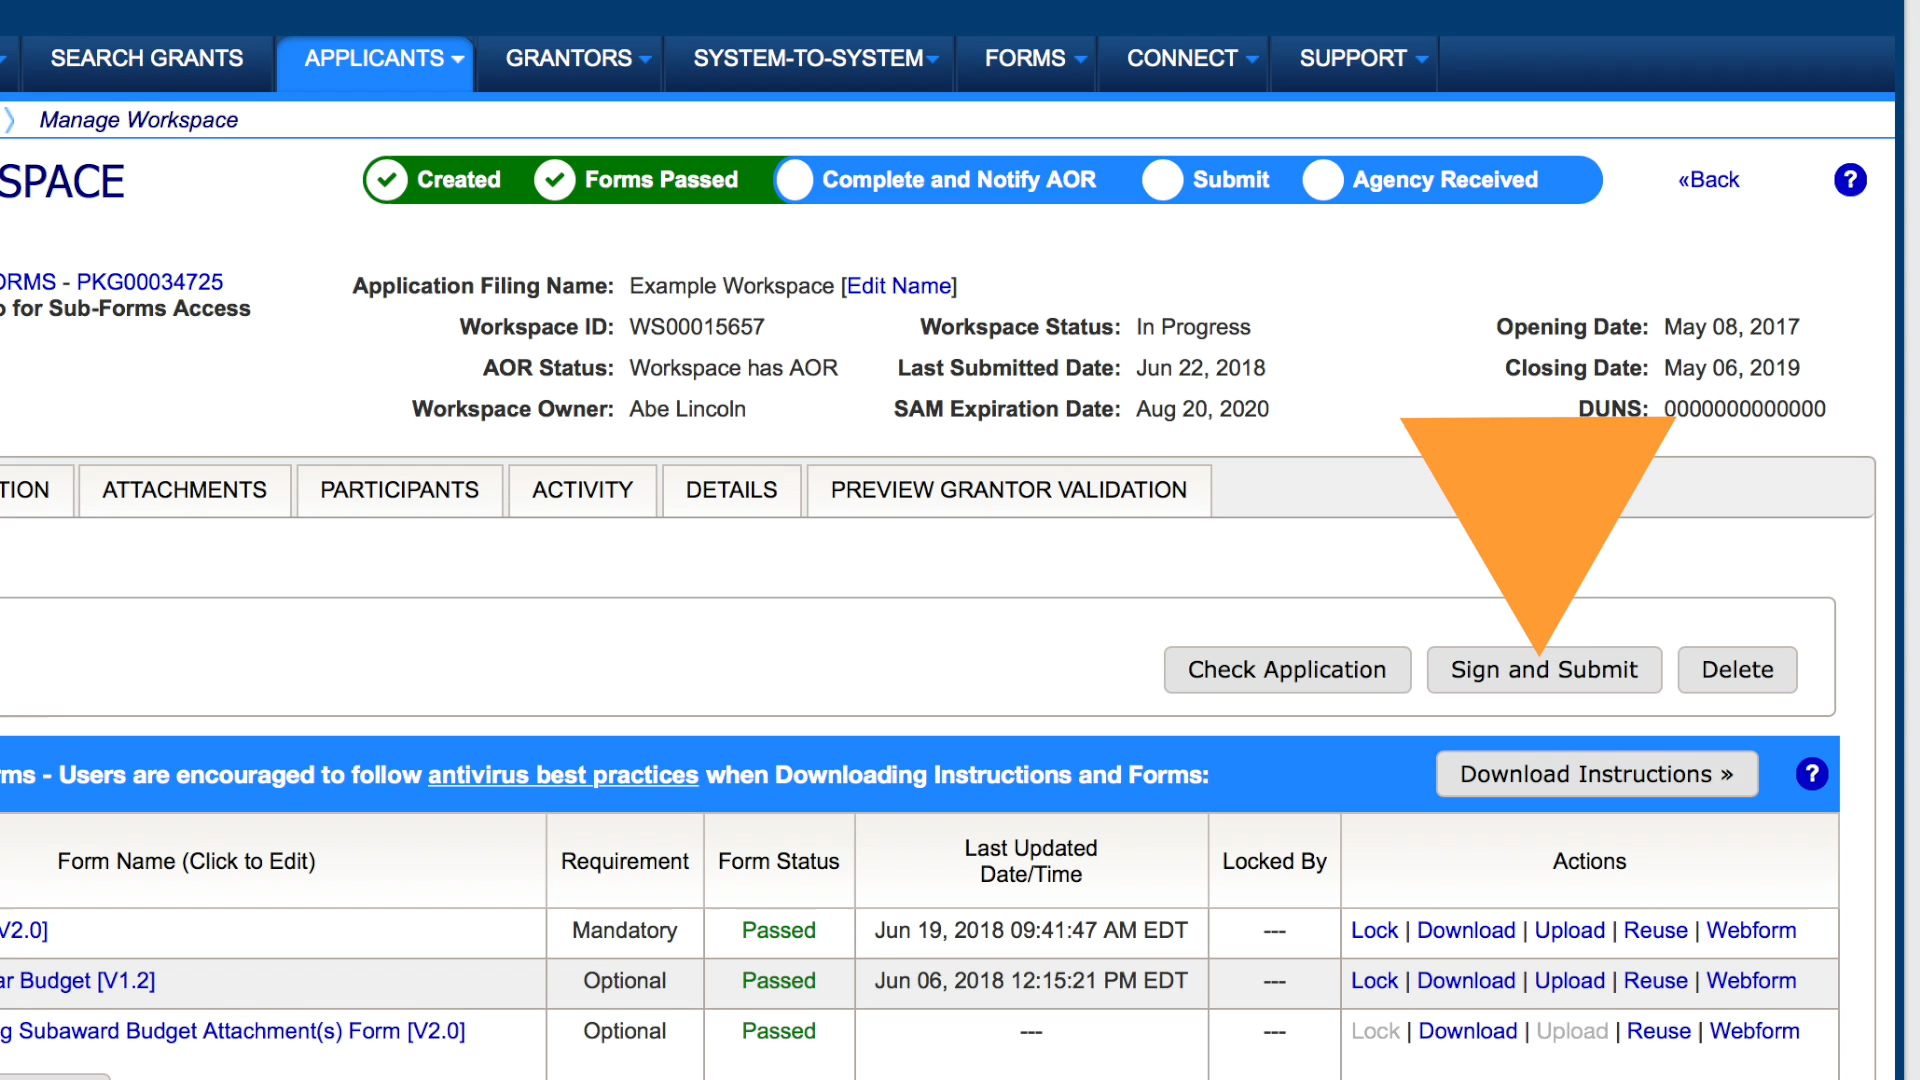 SEARCH GRANTS APPLICANTS GRANTORS SYSTEM-TO-SYSTEM FORMS CONNECT SUPPORT
Manage Workspace
SPACE Created Forms Passed Complete and Notify AOR Submit Agency Received «Back ?
ORMS - PKG00034725
o for Sub-Forms Access
Application Filing Name: Example Workspace [Edit Name]
Workspace ID: WS00015657 Workspace Status: In Progress Opening Date: May 08, 2017
AOR Status: Workspace has AOR Last Submitted Date: Jun 22, 2018 Closing Date: May 06, 2019
Workspace Owner: Abe Lincoln SAM Expiration Date: Aug 20, 2020 DUNS: 0000000000000
TION ATTACHMENTS PARTICIPANTS ACTIVITY DETAILS PREVIEW GRANTOR VALIDATION
Check Application Sign and Submit Delete
rms - Users are encouraged to follow antivirus best practices when Downloading Instructions and Forms: Download Instructions » ?
Form Name (Click to Edit) Requirement Form Status Last Updated Date/Time Locked By Actions
V2.0] Mandatory Passed Jun 19, 2018 09:41:47 AM EDT --- Lock | Download | Upload | Reuse | Webform
ar Budget [V1.2] Optional Passed Jun 06, 2018 12:15:21 PM EDT --- Lock | Download | Upload | Reuse | Webform
g Subaward Budget Attachment(s) Form [V2.0] Optional Passed --- --- Lock | Download | Upload | Reuse | Webform